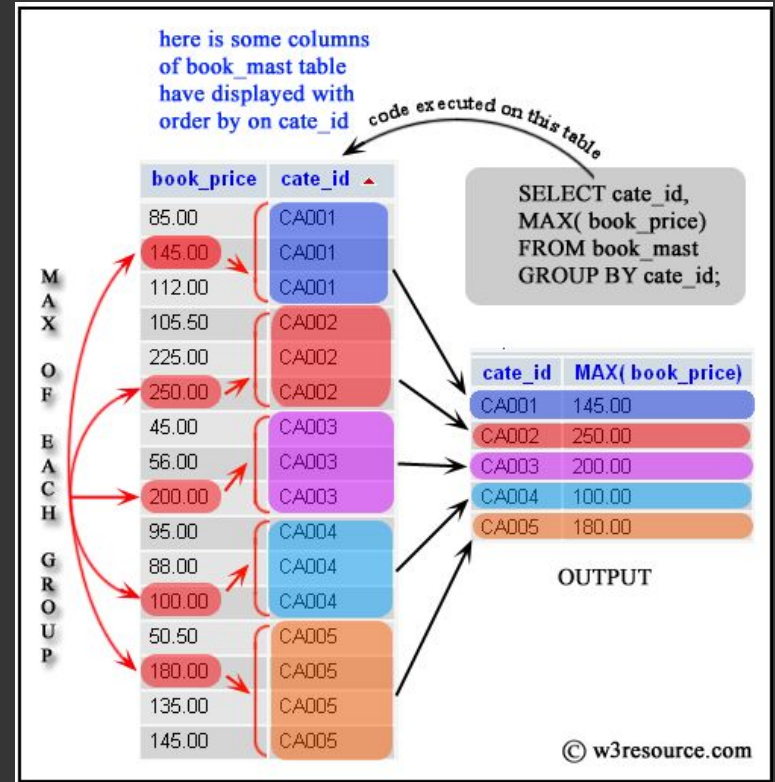 here is some columns
of book_mast table
have displayed with
order by on cate_id
code executed on this table
SELECT cate_id,
MAX( book_price)
FROM book_mast
GROUP BY cate_id;
book_price cate_id
85.00 CA001
145.00 CA001
112.00 CA001
105.50 CA002
225.00 CA002
250.00 CA002
45.00 CA003
56.00 CA003
200.00 CA003
95.00 CA004
88.00 CA004
100.00 CA004
50.50 CA005
180.00 CA005
135.00 CA005
145.00 CA005
MAX OF EACH GROUP
cate_id MAX( book_price)
CA001 145.00
CA002 250.00
CA003 200.00
CA004 100.00
CA005 180.00
OUTPUT
© w3resource.com